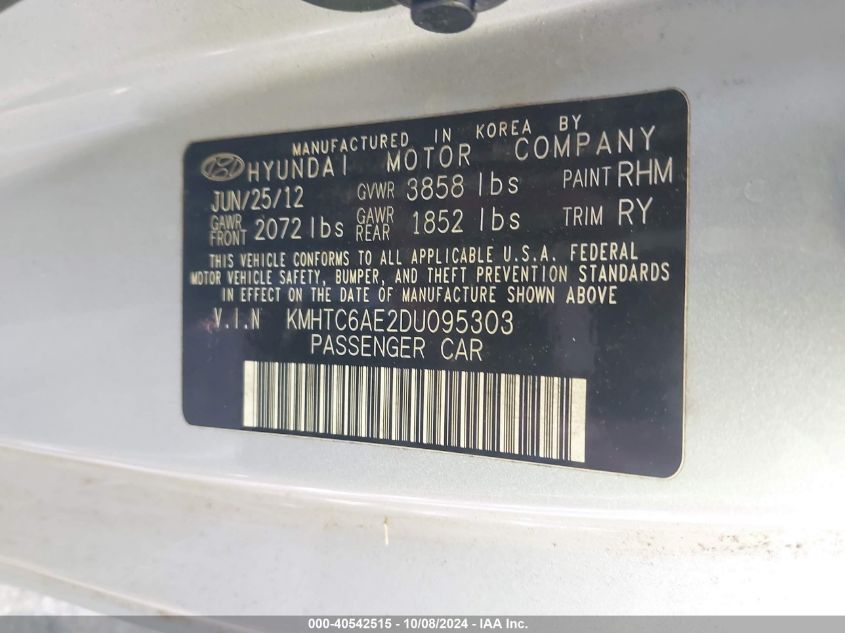 MANUFACTURED IN KOREA BY
HYUNDAI MOTOR COMPANY
JUN/25/12 GVWR 3858 lbs PAINT RHM
GAWR FRONT 2072 lbs GAWR REAR 1852 lbs TRIM RY
THIS VEHICLE CONFORMS TO ALL APPLICABLE U.S.A. FEDERAL
MOTOR VEHICLE SAFETY, BUMPER, AND THEFT PREVENTION STANDARDS
IN EFFECT ON THE DATE OF MANUFACTURE SHOWN ABOVE
V.I.N KMHTC6AE2DU095303
PASSENGER CAR
000-40542515 - 10/08/2024 - IAA Inc.